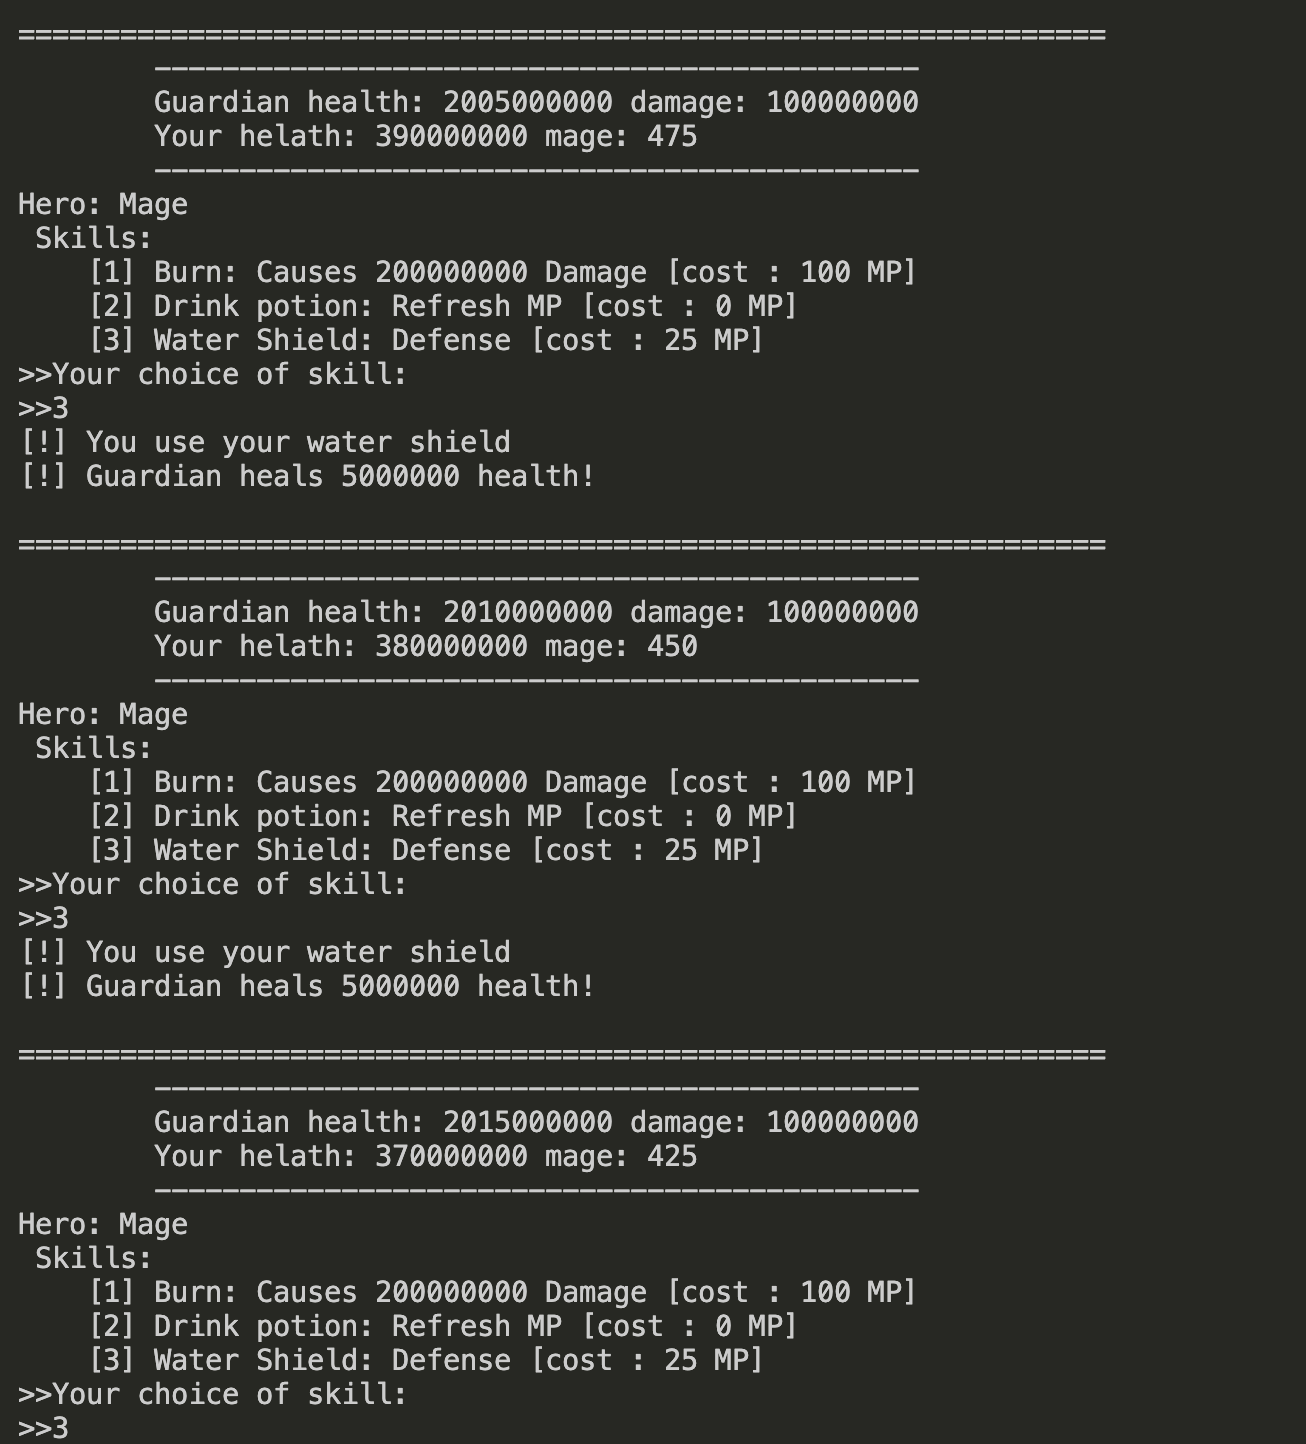 ================================================================
---------------------------------------------
Guardian health: 2005000000 damage: 100000000
Your helath: 390000000 mage: 475
---------------------------------------------
Hero: Mage
Skills:
[1] Burn: Causes 200000000 Damage [cost : 100 MP]
[2] Drink potion: Refresh MP [cost : 0 MP]
[3] Water Shield: Defense [cost : 25 MP]
>>Your choice of skill:
>>3
[!] You use your water shield
[!] Guardian heals 5000000 health!
================================================================
---------------------------------------------
Guardian health: 2010000000 damage: 100000000
Your helath: 380000000 mage: 450
---------------------------------------------
Hero: Mage
Skills:
[1] Burn: Causes 200000000 Damage [cost : 100 MP]
[2] Drink potion: Refresh MP [cost : 0 MP]
[3] Water Shield: Defense [cost : 25 MP]
>>Your choice of skill:
>>3
[!] You use your water shield
[!] Guardian heals 5000000 health!
================================================================
---------------------------------------------
Guardian health: 2015000000 damage: 100000000
Your helath: 370000000 mage: 425
---------------------------------------------
Hero: Mage
Skills:
[1] Burn: Causes 200000000 Damage [cost : 100 MP]
[2] Drink potion: Refresh MP [cost : 0 MP]
[3] Water Shield: Defense [cost : 25 MP]
>>Your choice of skill:
>>3